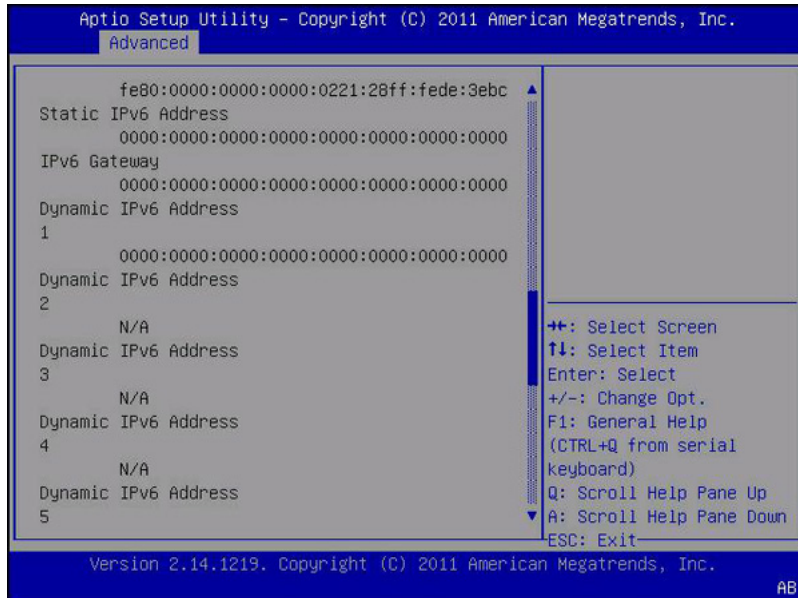 Aptio Setup Utility – Copyright (C) 2011 American Megatrends, Inc.
Advanced
fe80:0000:0000:0000:0221:28ff:fede:3ebc
Static IPv6 Address
0000:0000:0000:0000:0000:0000:0000:0000
IPv6 Gateway
0000:0000:0000:0000:0000:0000:0000:0000
Dynamic IPv6 Address
1
0000:0000:0000:0000:0000:0000:0000:0000
Dynamic IPv6 Address
2
N/A
Dynamic IPv6 Address
3
N/A
Dynamic IPv6 Address
4
N/A
Dynamic IPv6 Address
5
→←: Select Screen
↑↓: Select Item
Enter: Select
+/-: Change Opt.
F1: General Help
(CTRL+Q from serial
keyboard)
Q: Scroll Help Pane Up
A: Scroll Help Pane Down
ESC: Exit
Version 2.14.1219. Copyright (C) 2011 American Megatrends, Inc.
AB